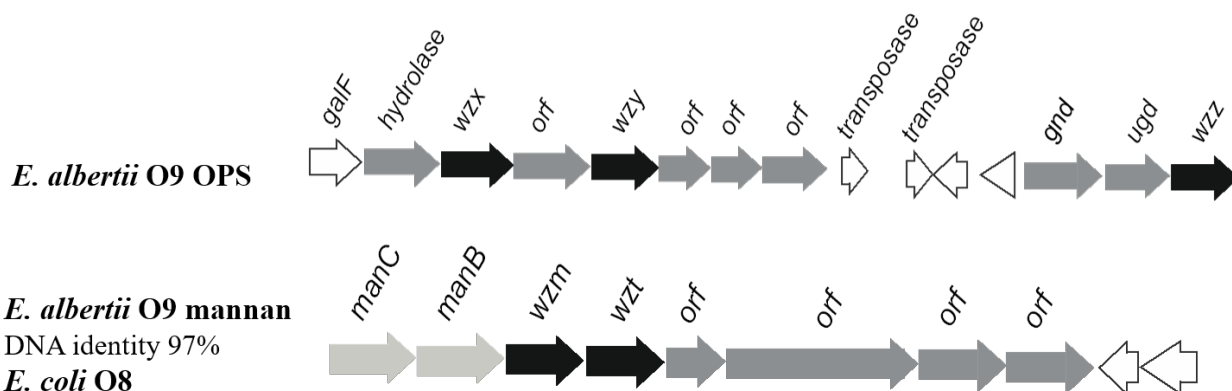 galF hydrolase wzx orf wzy orf orf orf transposase transposase gnd ugd wzz
E. albertii O9 OPS
manC manB wzm wzt orf orf orf orf
E. albertii O9 mannan
DNA identity 97%
E. coli O8